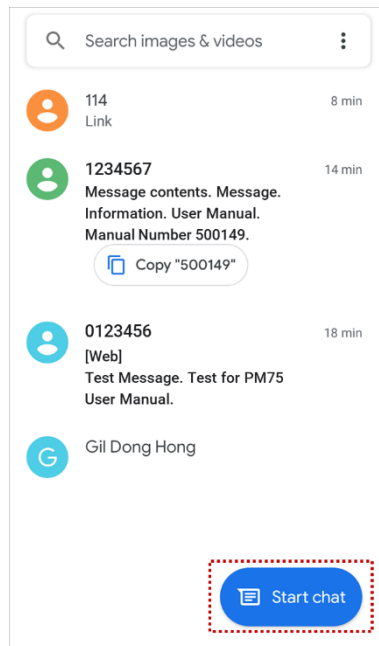 Search images & videos
114
8 min
Link
1234567
14 min
Message contents. Message.
Information. User Manual.
Manual Number 500149.
Copy "500149"
0123456
18 min
[Web]
Test Message. Test for PM75
User Manual.
G
Gil Dong Hong
Start chat